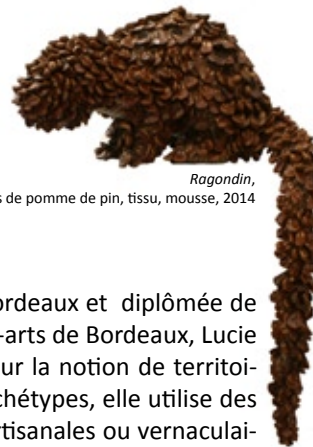 Ragondin,
s de pomme de pin, tissu, mousse, 2014
ordeaux et diplômée de
-arts de Bordeaux, Lucie
ur la notion de territoi-
chétypes, elle utilise des
rtisanales ou vernaculai-